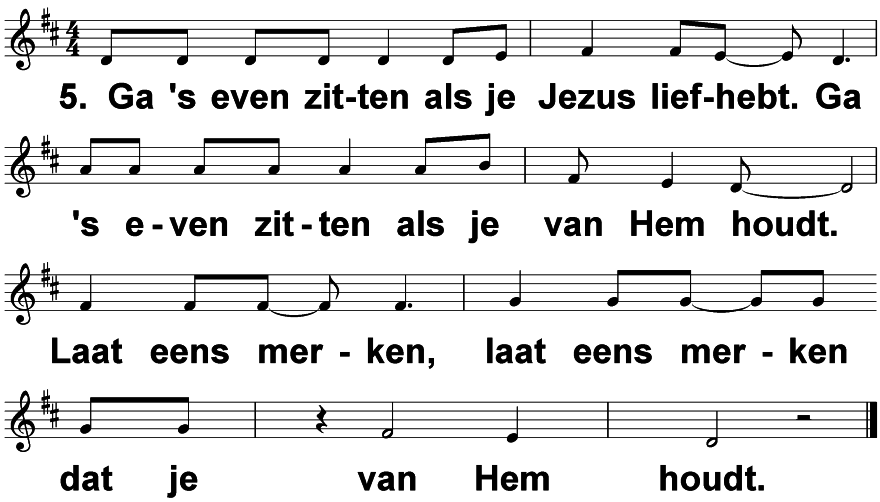 5. Ga 's even zit-ten als je Jezus lief-hebt. Ga
's e-ven zit-ten als je van Hem houdt.
Laat eens mer-ken, laat eens mer-ken
dat je van Hem houdt.